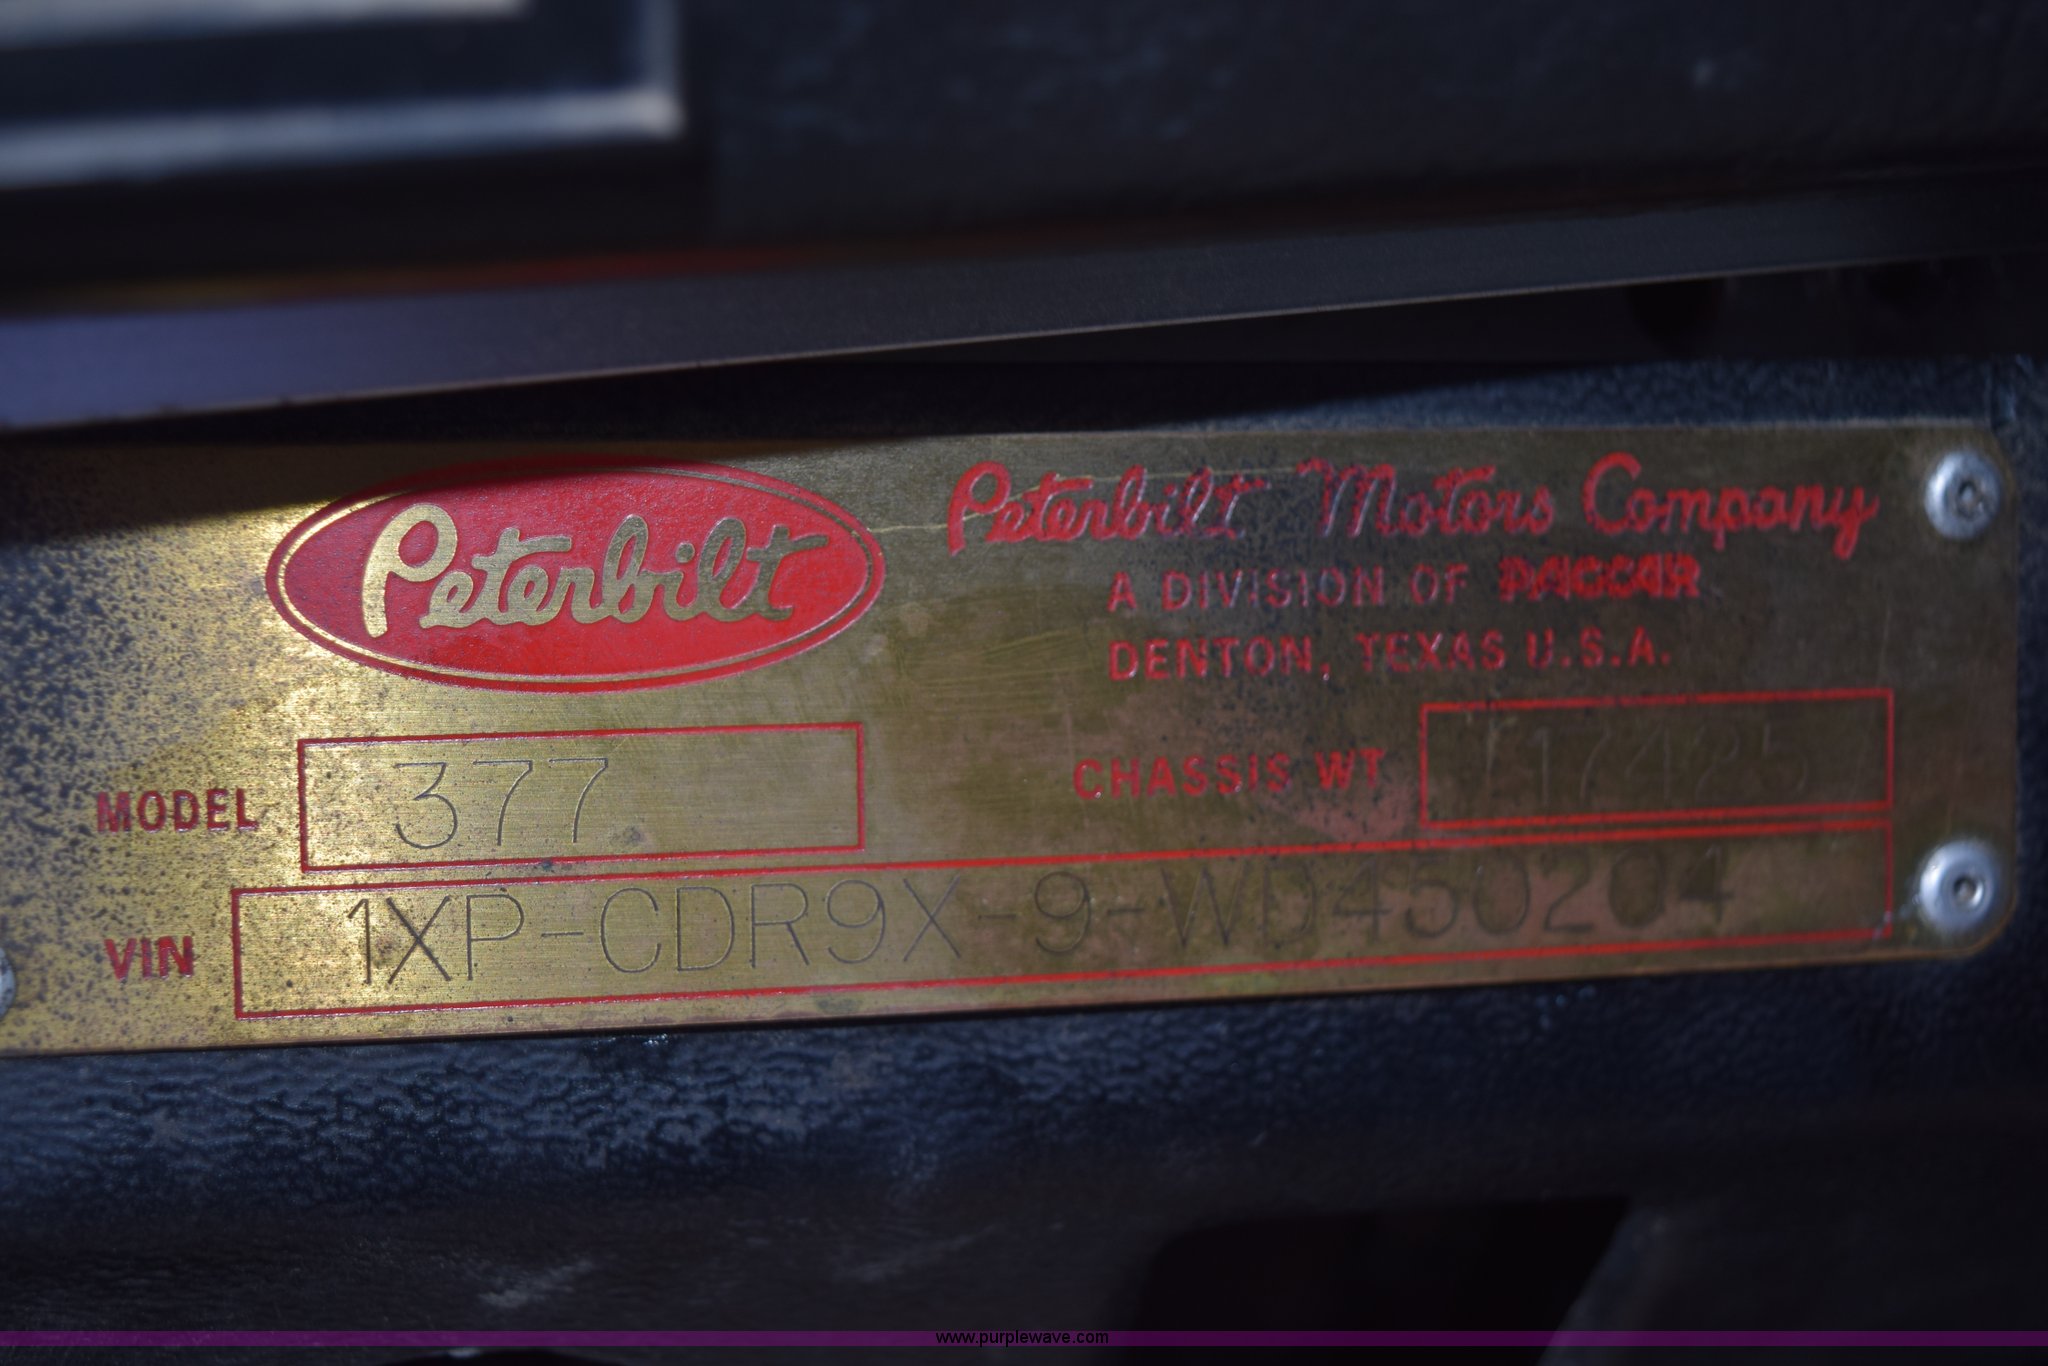 Peterbilt
Peterbilt Motors Company
A DIVISION OF PACCAR
DENTON, TEXAS U.S.A.
MODEL 377
CHASSIS WT
VIN 1XP-CDR9X-9-WD450204
www.purplewave.com